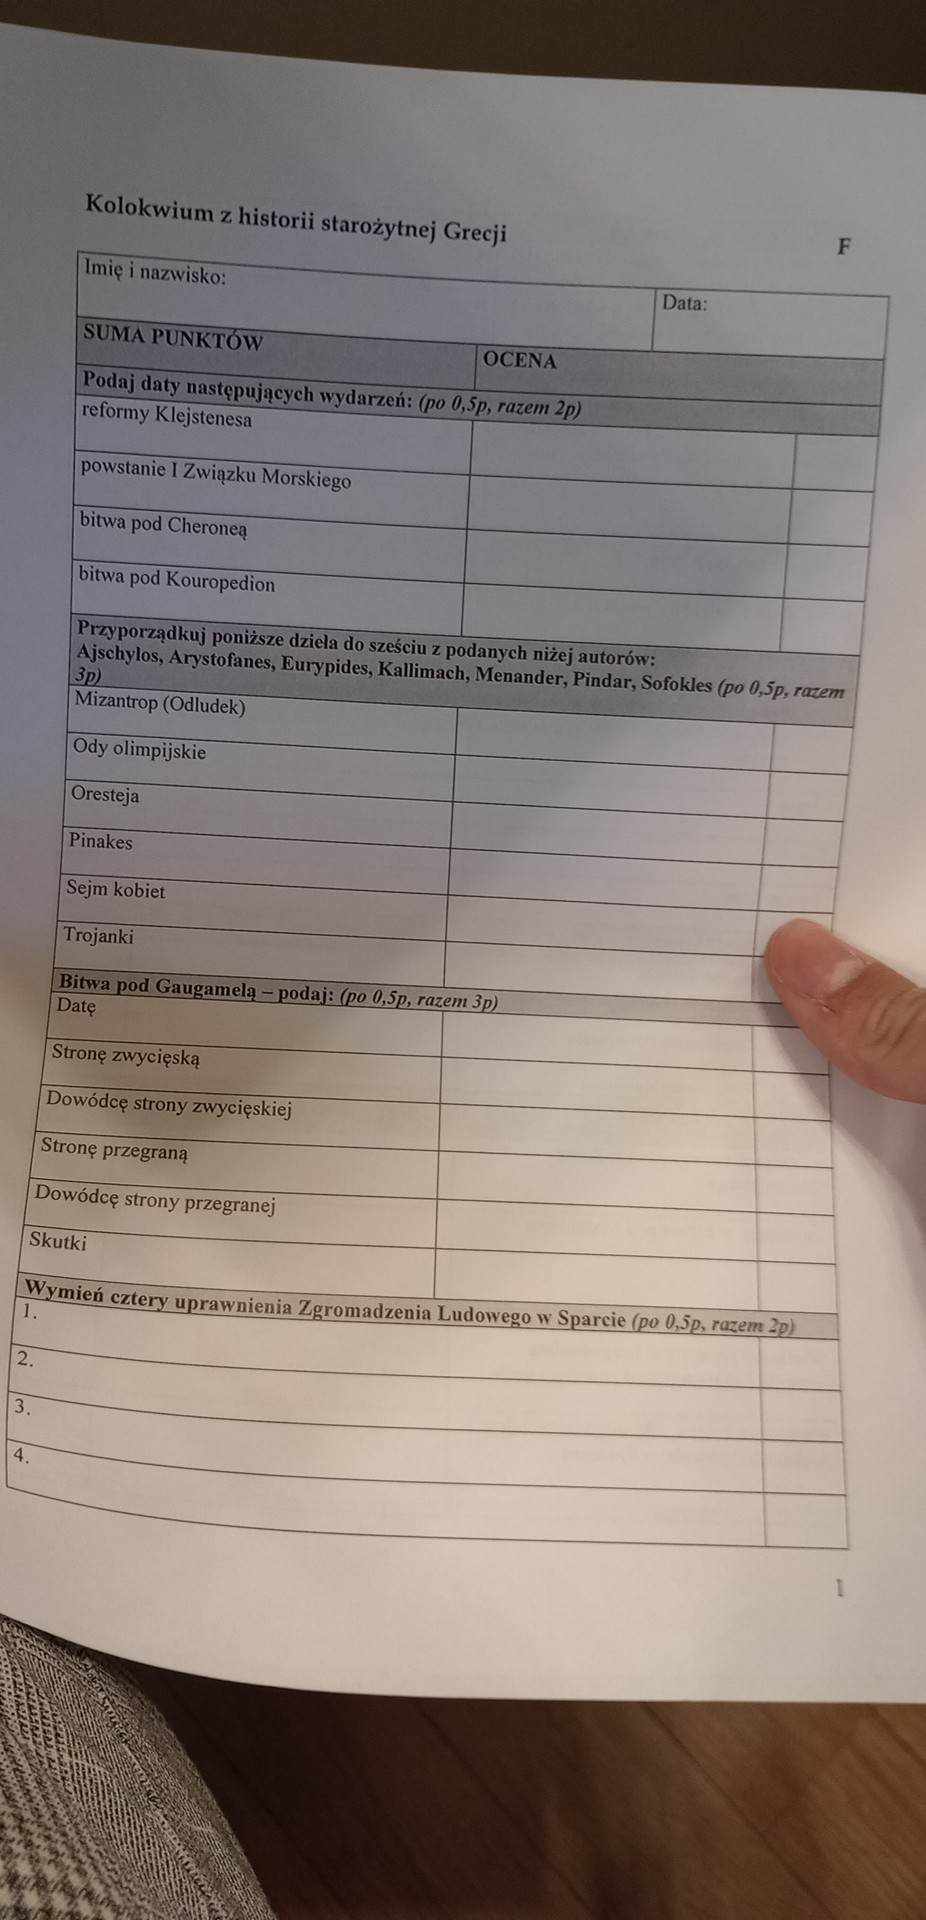 Kolokwium z historii starożytnej Grecji
F
Imię i nazwisko:
Data:
SUMA PUNKTÓW
OCENA
Podaj daty następujących wydarzeń: (po 0,5p, razem 2p)
reformy Klejstenesa
powstanie I Związku Morskiego
bitwa pod Cheroneą
bitwa pod Kouropedion
Przyporządkuj poniższe dzieła do sześciu z podanych niżej autorów:
Ajschylos, Arystofanes, Eurypides, Kallimach, Menander, Pindar, Sofokles (po 0,5p, razem
3p)
Mizantrop (Odludek)
Ody olimpijskie
Oresteja
Pinakes
Sejm kobiet
Trojanki
Bitwa pod Gaugamelą – podaj: (po 0,5p, razem 3p)
Datę
Stronę zwycięską
Dowódcę strony zwycięskiej
Stronę przegraną
Dowódcę strony przegranej
Skutki
Wymień cztery uprawnienia Zgromadzenia Ludowego w Sparcie (po 0,5p, razem 2p)
1.
2.
3.
4.
1